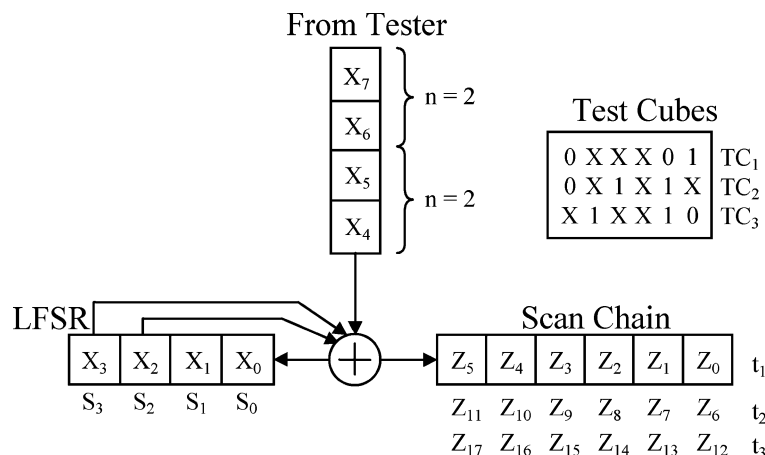 From Tester
X₇
X₆
n = 2
X₅
X₄
n = 2
Test Cubes
0 X X X 0 1 TC₁
0 X 1 X 1 X TC₂
X 1 X X 1 0 TC₃
LFSR
X₃ X₂ X₁ X₀
S₃ S₂ S₁ S₀
Scan Chain
Z₅ Z₄ Z₃ Z₂ Z₁ Z₀ t₁
Z₁₁ Z₁₀ Z₉ Z₈ Z₇ Z₆ t₂
Z₁₇ Z₁₆ Z₁₅ Z₁₄ Z₁₃ Z₁₂ t₃